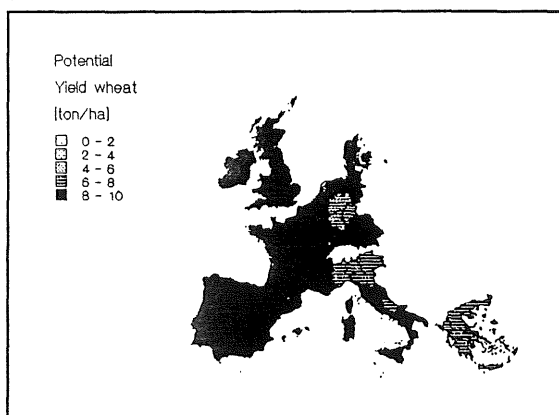 Potential
Yield wheat
[ton/ha]
0 - 2
2 - 4
4 - 6
6 - 8
8 - 10